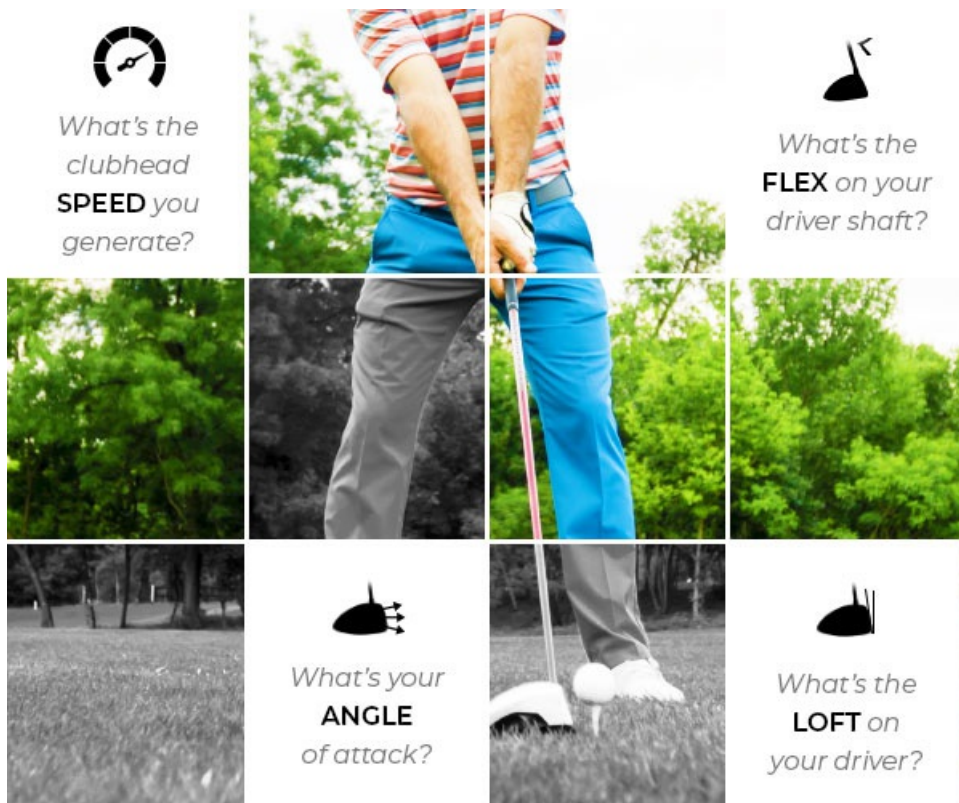 What's the
clubhead
SPEED you
generate?
What's the
FLEX on your
driver shaft?
What's your
ANGLE
of attack?
What's the
LOFT on
your driver?